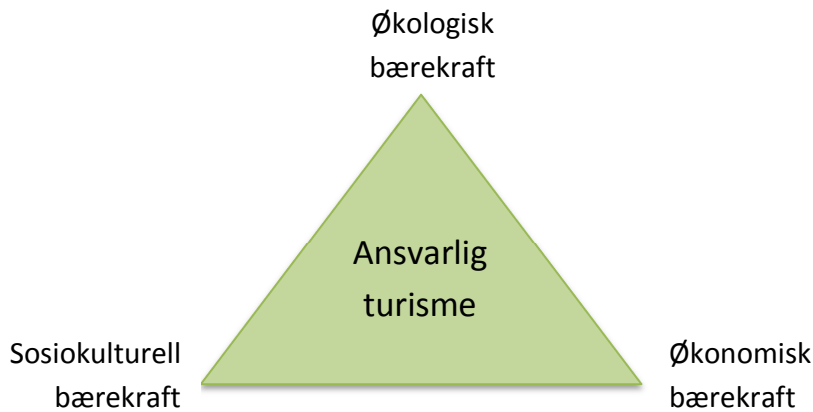 Økologisk
bærekraft
Ansvarlig
turisme
Sosiokulturell
bærekraft
Økonomisk
bærekraft